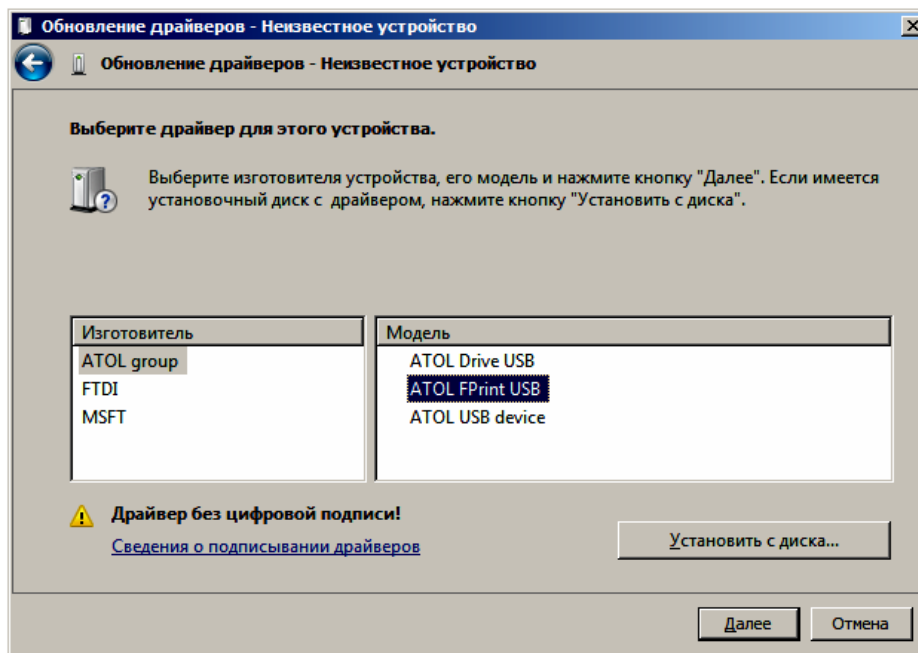 Обновление драйверов - Неизвестное устройство
Обновление драйверов - Неизвестное устройство
Выберите драйвер для этого устройства.
Выберите изготовителя устройства, его модель и нажмите кнопку "Далее". Если имеется
установочный диск с драйвером, нажмите кнопку "Установить с диска".
Изготовитель
ATOL group
FTDI
MSFT
Модель
ATOL Drive USB
ATOL FPrint USB
ATOL USB device
Драйвер без цифровой подписи!
Сведения о подписывании драйверов
Установить с диска...
Далее
Отмена